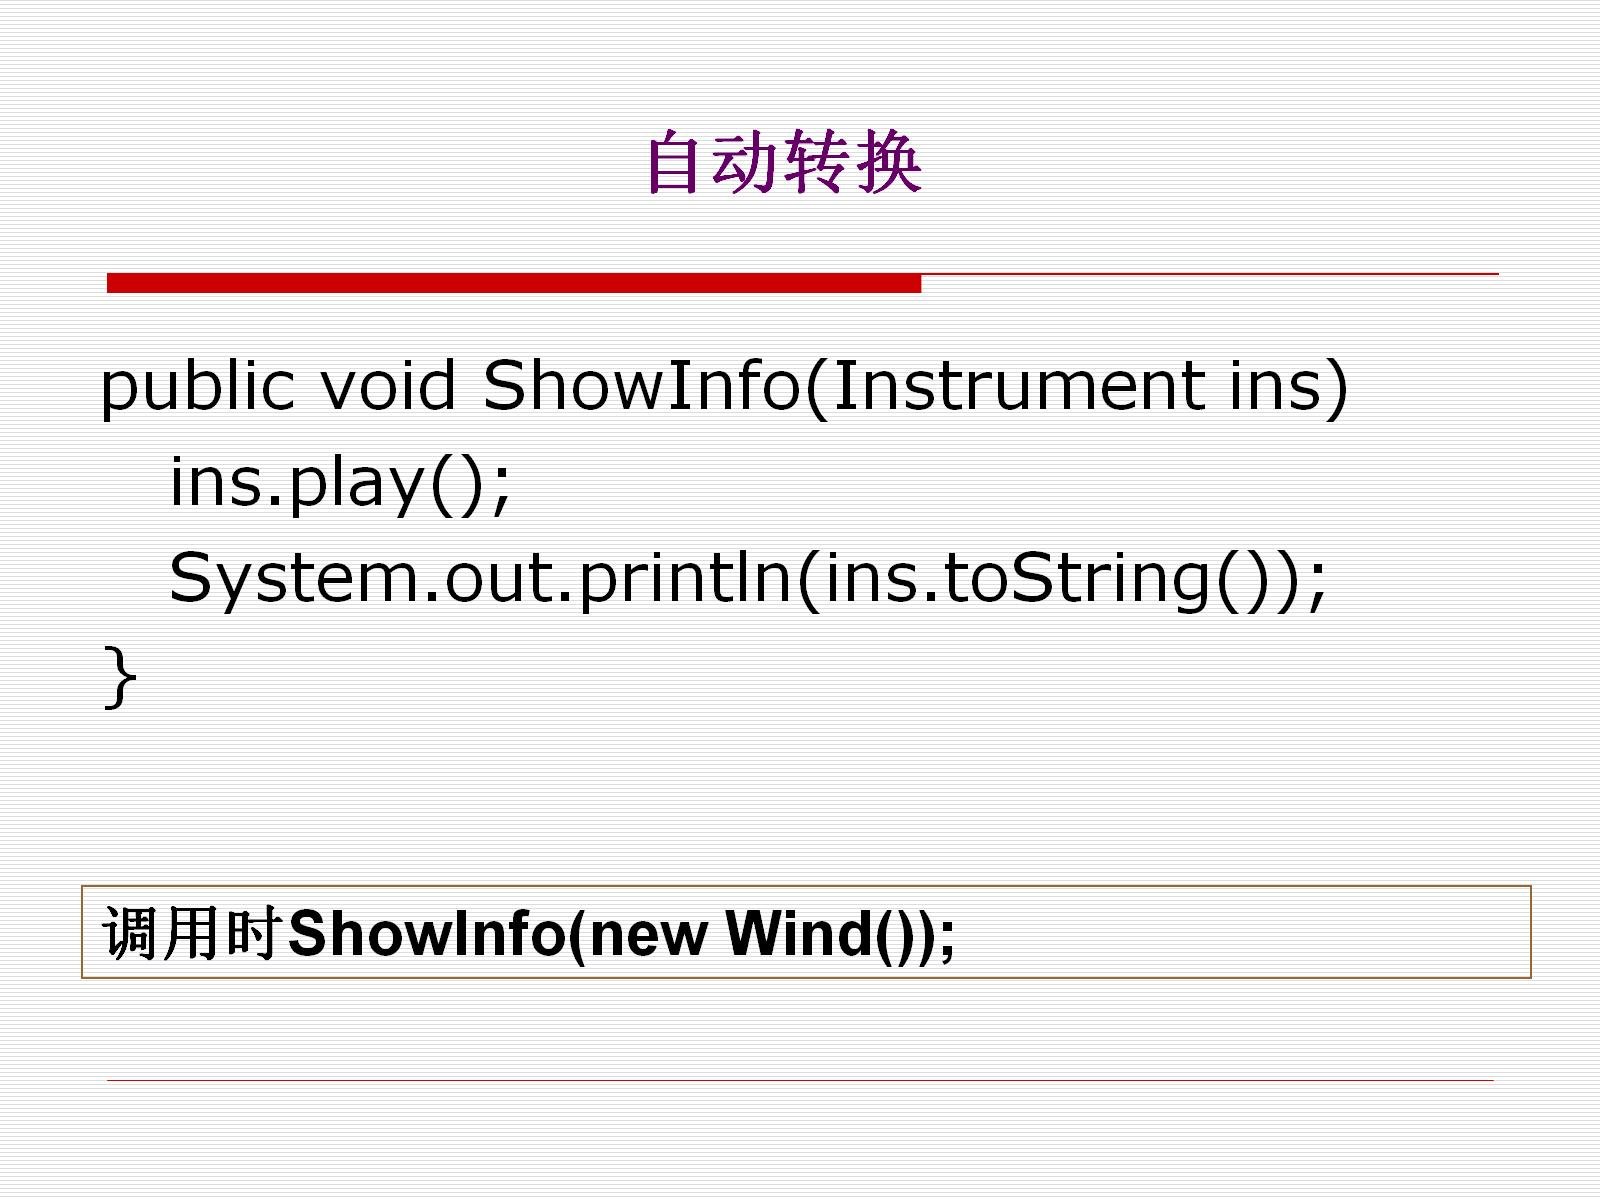 自动转换
public void ShowInfo(Instrument ins)
ins.play();
System.out.println(ins.toString());
}
调用时ShowInfo(new Wind());